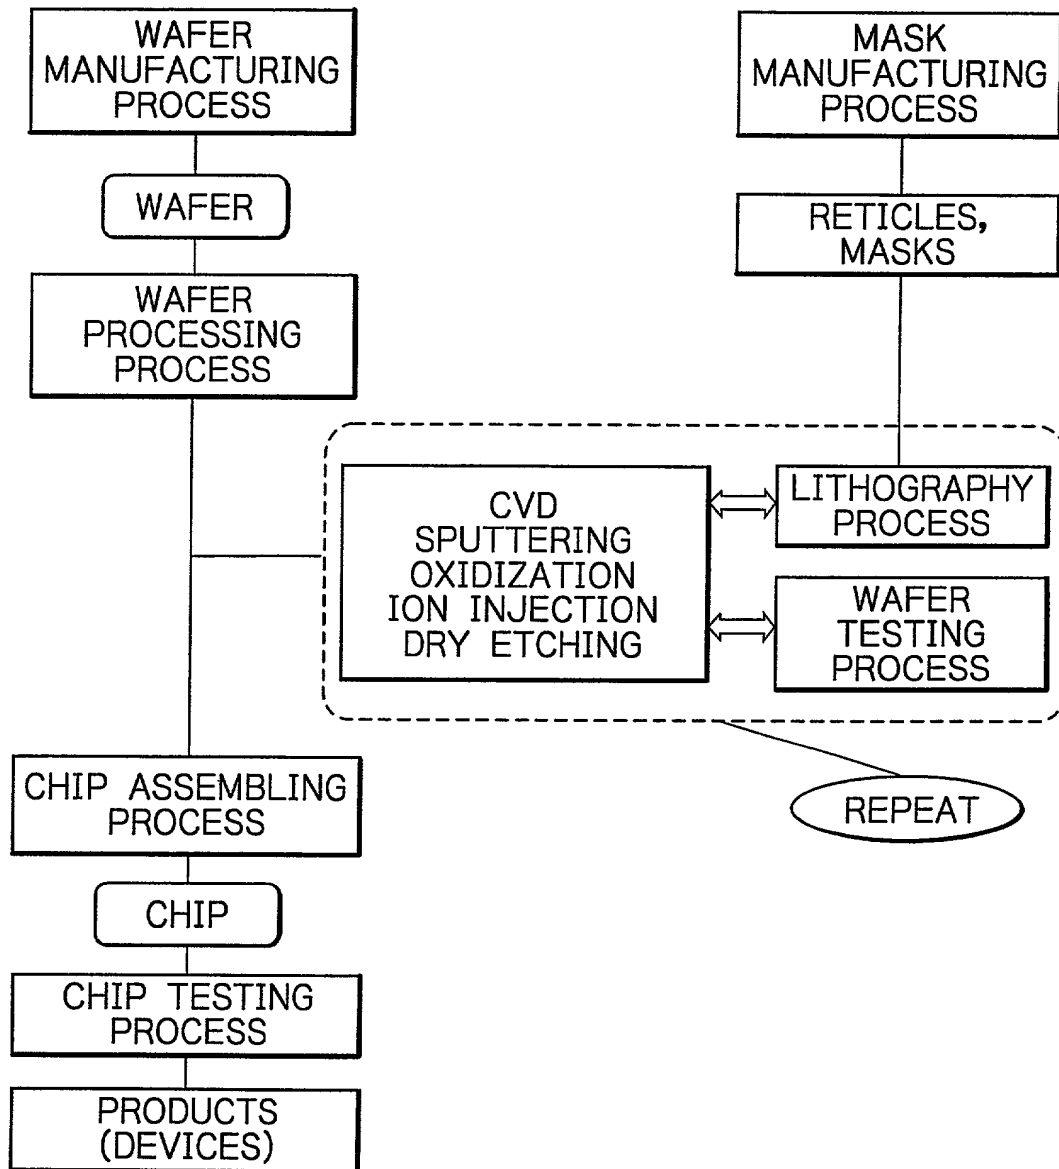 WAFER
MANUFACTURING
PROCESS
WAFER
WAFER
PROCESSING
PROCESS
MASK
MANUFACTURING
PROCESS
RETICLES,
MASKS
CVD
SPUTTERING
OXIDIZATION
ION INJECTION
DRY ETCHING
LITHOGRAPHY
PROCESS
WAFER
TESTING
PROCESS
REPEAT
CHIP ASSEMBLING
PROCESS
CHIP
CHIP TESTING
PROCESS
PRODUCTS
(DEVICES)